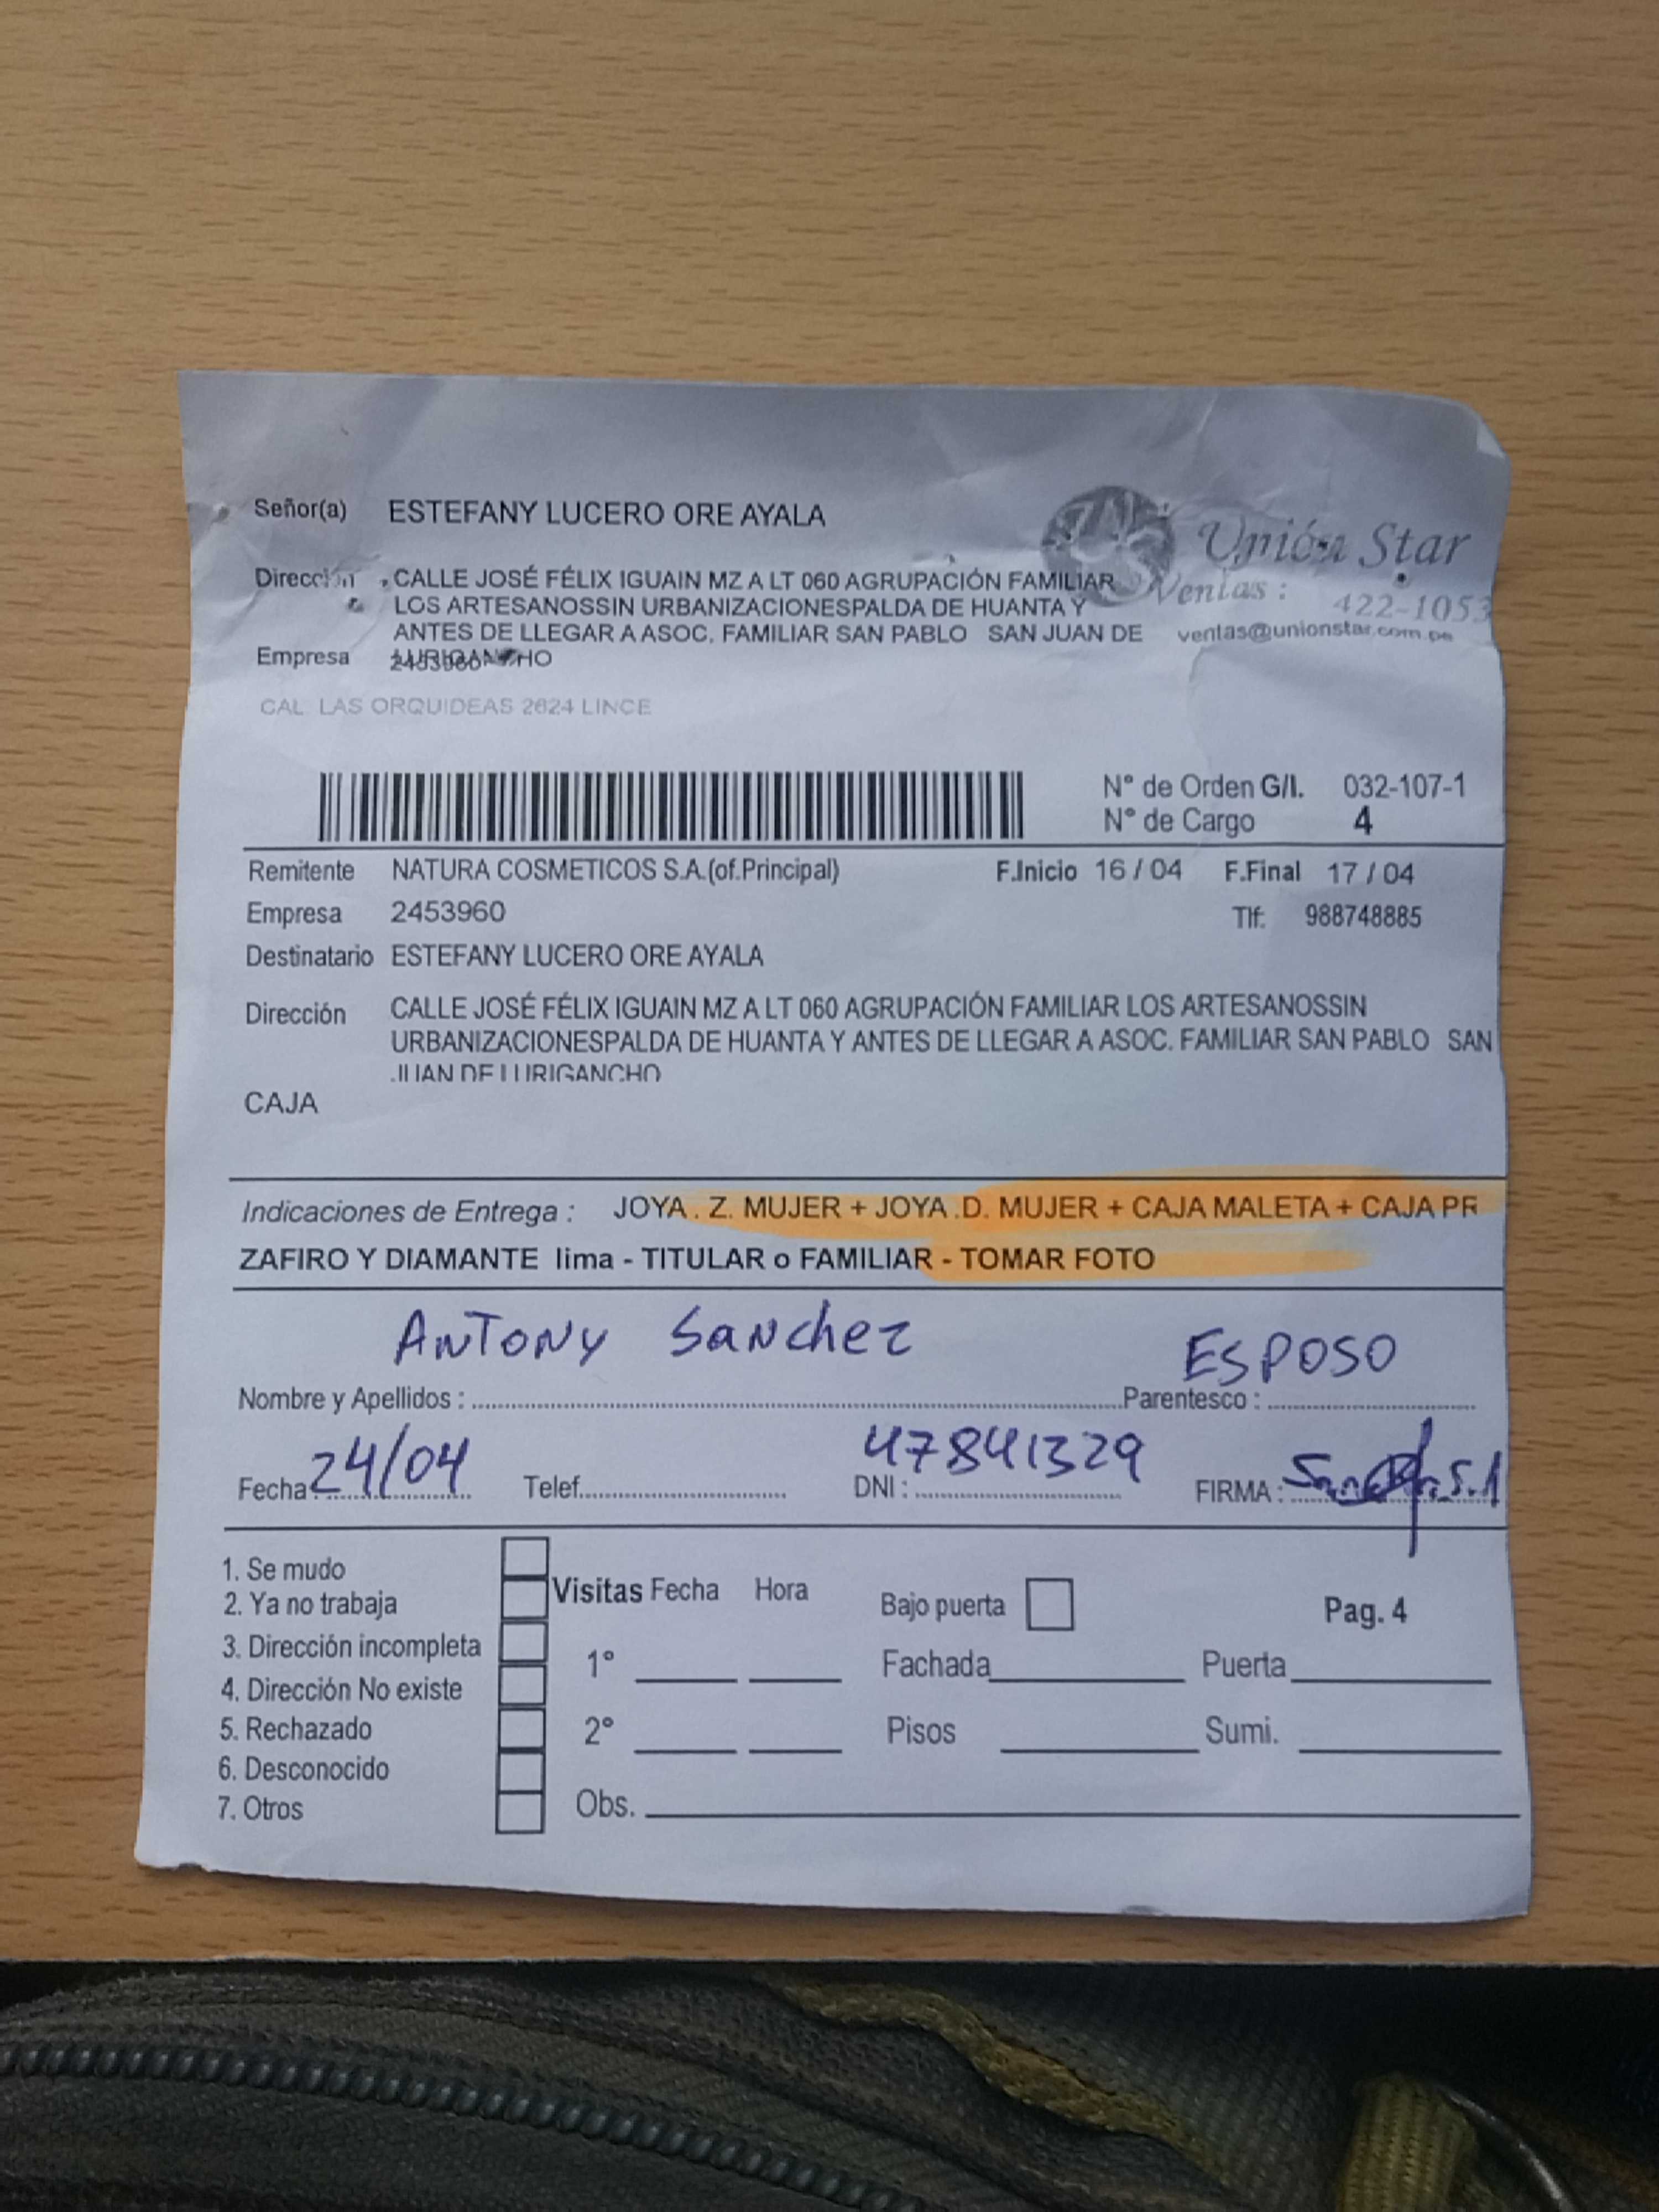 Señor(a) ESTEFANY LUCERO ORE AYALA
Unión Star
Dirección CALLE JOSÉ FÉLIX IGUAIN MZ A LT 060 AGRUPACIÓN FAMILIAR
Ventas :
LOS ARTESANOSSIN URBANIZACIONESPALDA DE HUANTA Y
422-1053
ANTES DE LLEGAR A ASOC. FAMILIAR SAN PABLO SAN JUAN DE
ventas@unionstar.com.pe
LURIGANCHO
Empresa 2453960
CAL. LAS ORQUIDEAS 2624 LINCE
N° de Orden G/I. 032-107-1
N° de Cargo 4
Remitente NATURA COSMETICOS S.A.(of.Principal) F.Inicio 16 / 04 F.Final 17 / 04
Empresa 2453960 Tlf: 988748885
Destinatario ESTEFANY LUCERO ORE AYALA
Dirección CALLE JOSÉ FÉLIX IGUAIN MZ A LT 060 AGRUPACIÓN FAMILIAR LOS ARTESANOSSIN
URBANIZACIONESPALDA DE HUANTA Y ANTES DE LLEGAR A ASOC. FAMILIAR SAN PABLO SAN
JUAN DE LURIGANCHO
CAJA
Indicaciones de Entrega : JOYA . Z. MUJER + JOYA .D. MUJER + CAJA MALETA + CAJA PR
ZAFIRO Y DIAMANTE lima - TITULAR o FAMILIAR - TOMAR FOTO
Nombre y Apellidos : ANTONY SANCHEZ Parentesco : ESPOSO
Fecha : 24/04 Telef. DNI : 47841329 FIRMA :
1. Se mudo
2. Ya no trabaja
3. Dirección incompleta
4. Dirección No existe
5. Rechazado
6. Desconocido
7. Otros
Visitas Fecha Hora
1°
2°
Obs.
Bajo puerta
Pag. 4
Fachada Puerta
Pisos Sumi.